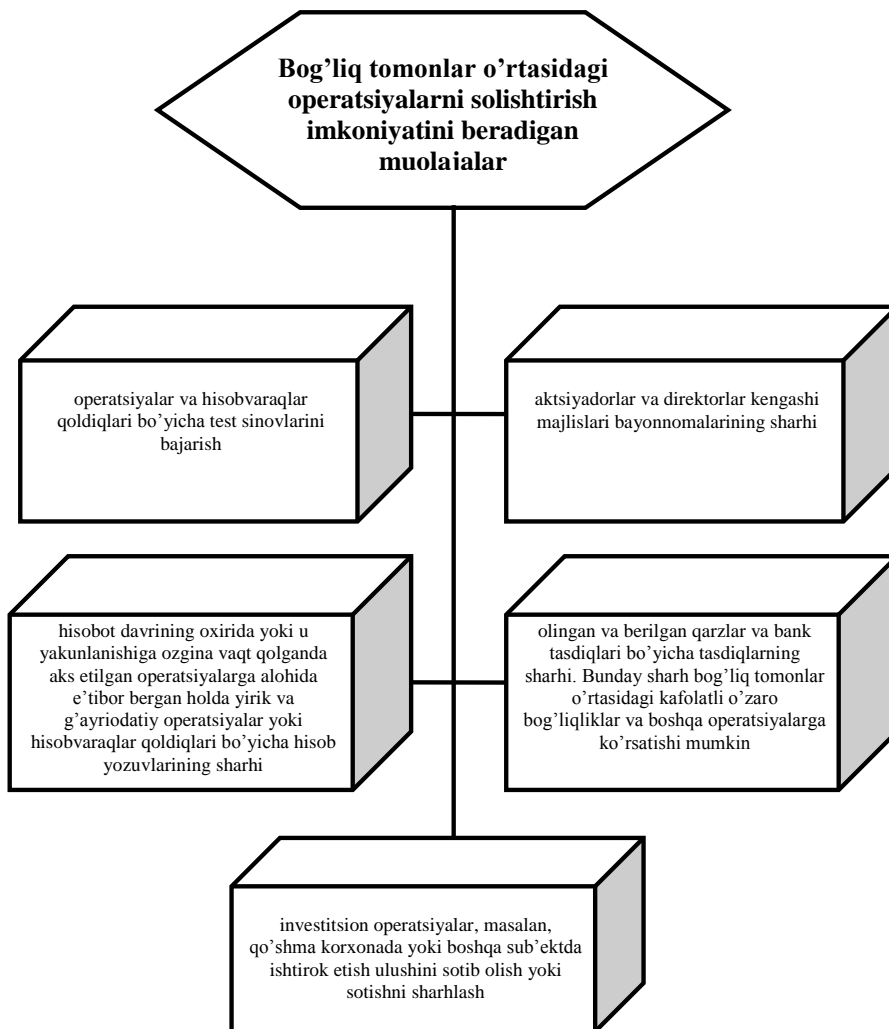 Bog’liq tomonlar o’rtasidagi
operatsiyalarni solishtirish
imkoniyatini beradigan
muolajalar
operatsiyalar va hisobvaraqlar
qoldiqlari bo’yicha test sinovlarini
bajarish
aktsiyadorlar va direktorlar kengashi
majlislari bayonnomalarining sharhi
hisobot davrining oxirida yoki u
yakunlanishiga ozgina vaqt qolganda
aks etilgan operatsiyalarga alohida
e’tibor bergan holda yirik va
g’ayriodatiy operatsiyalar yoki
hisobvaraqlar qoldiqlari bo’yicha hisob
yozuvlarining sharhi
olingan va berilgan qarzlar va bank
tasdiqlari bo’yicha tasdiqlarning
sharhi. Bunday sharh bog’liq tomonlar
o’rtasidagi kafolatli o’zaro
bog’liqliklar va boshqa operatsiyalarga
ko’rsatishi mumkin
investitsion operatsiyalar, masalan,
qo’shma korxonada yoki boshqa sub’ektda
ishtirok etish ulushini sotib olish yoki
sotishni sharhlash